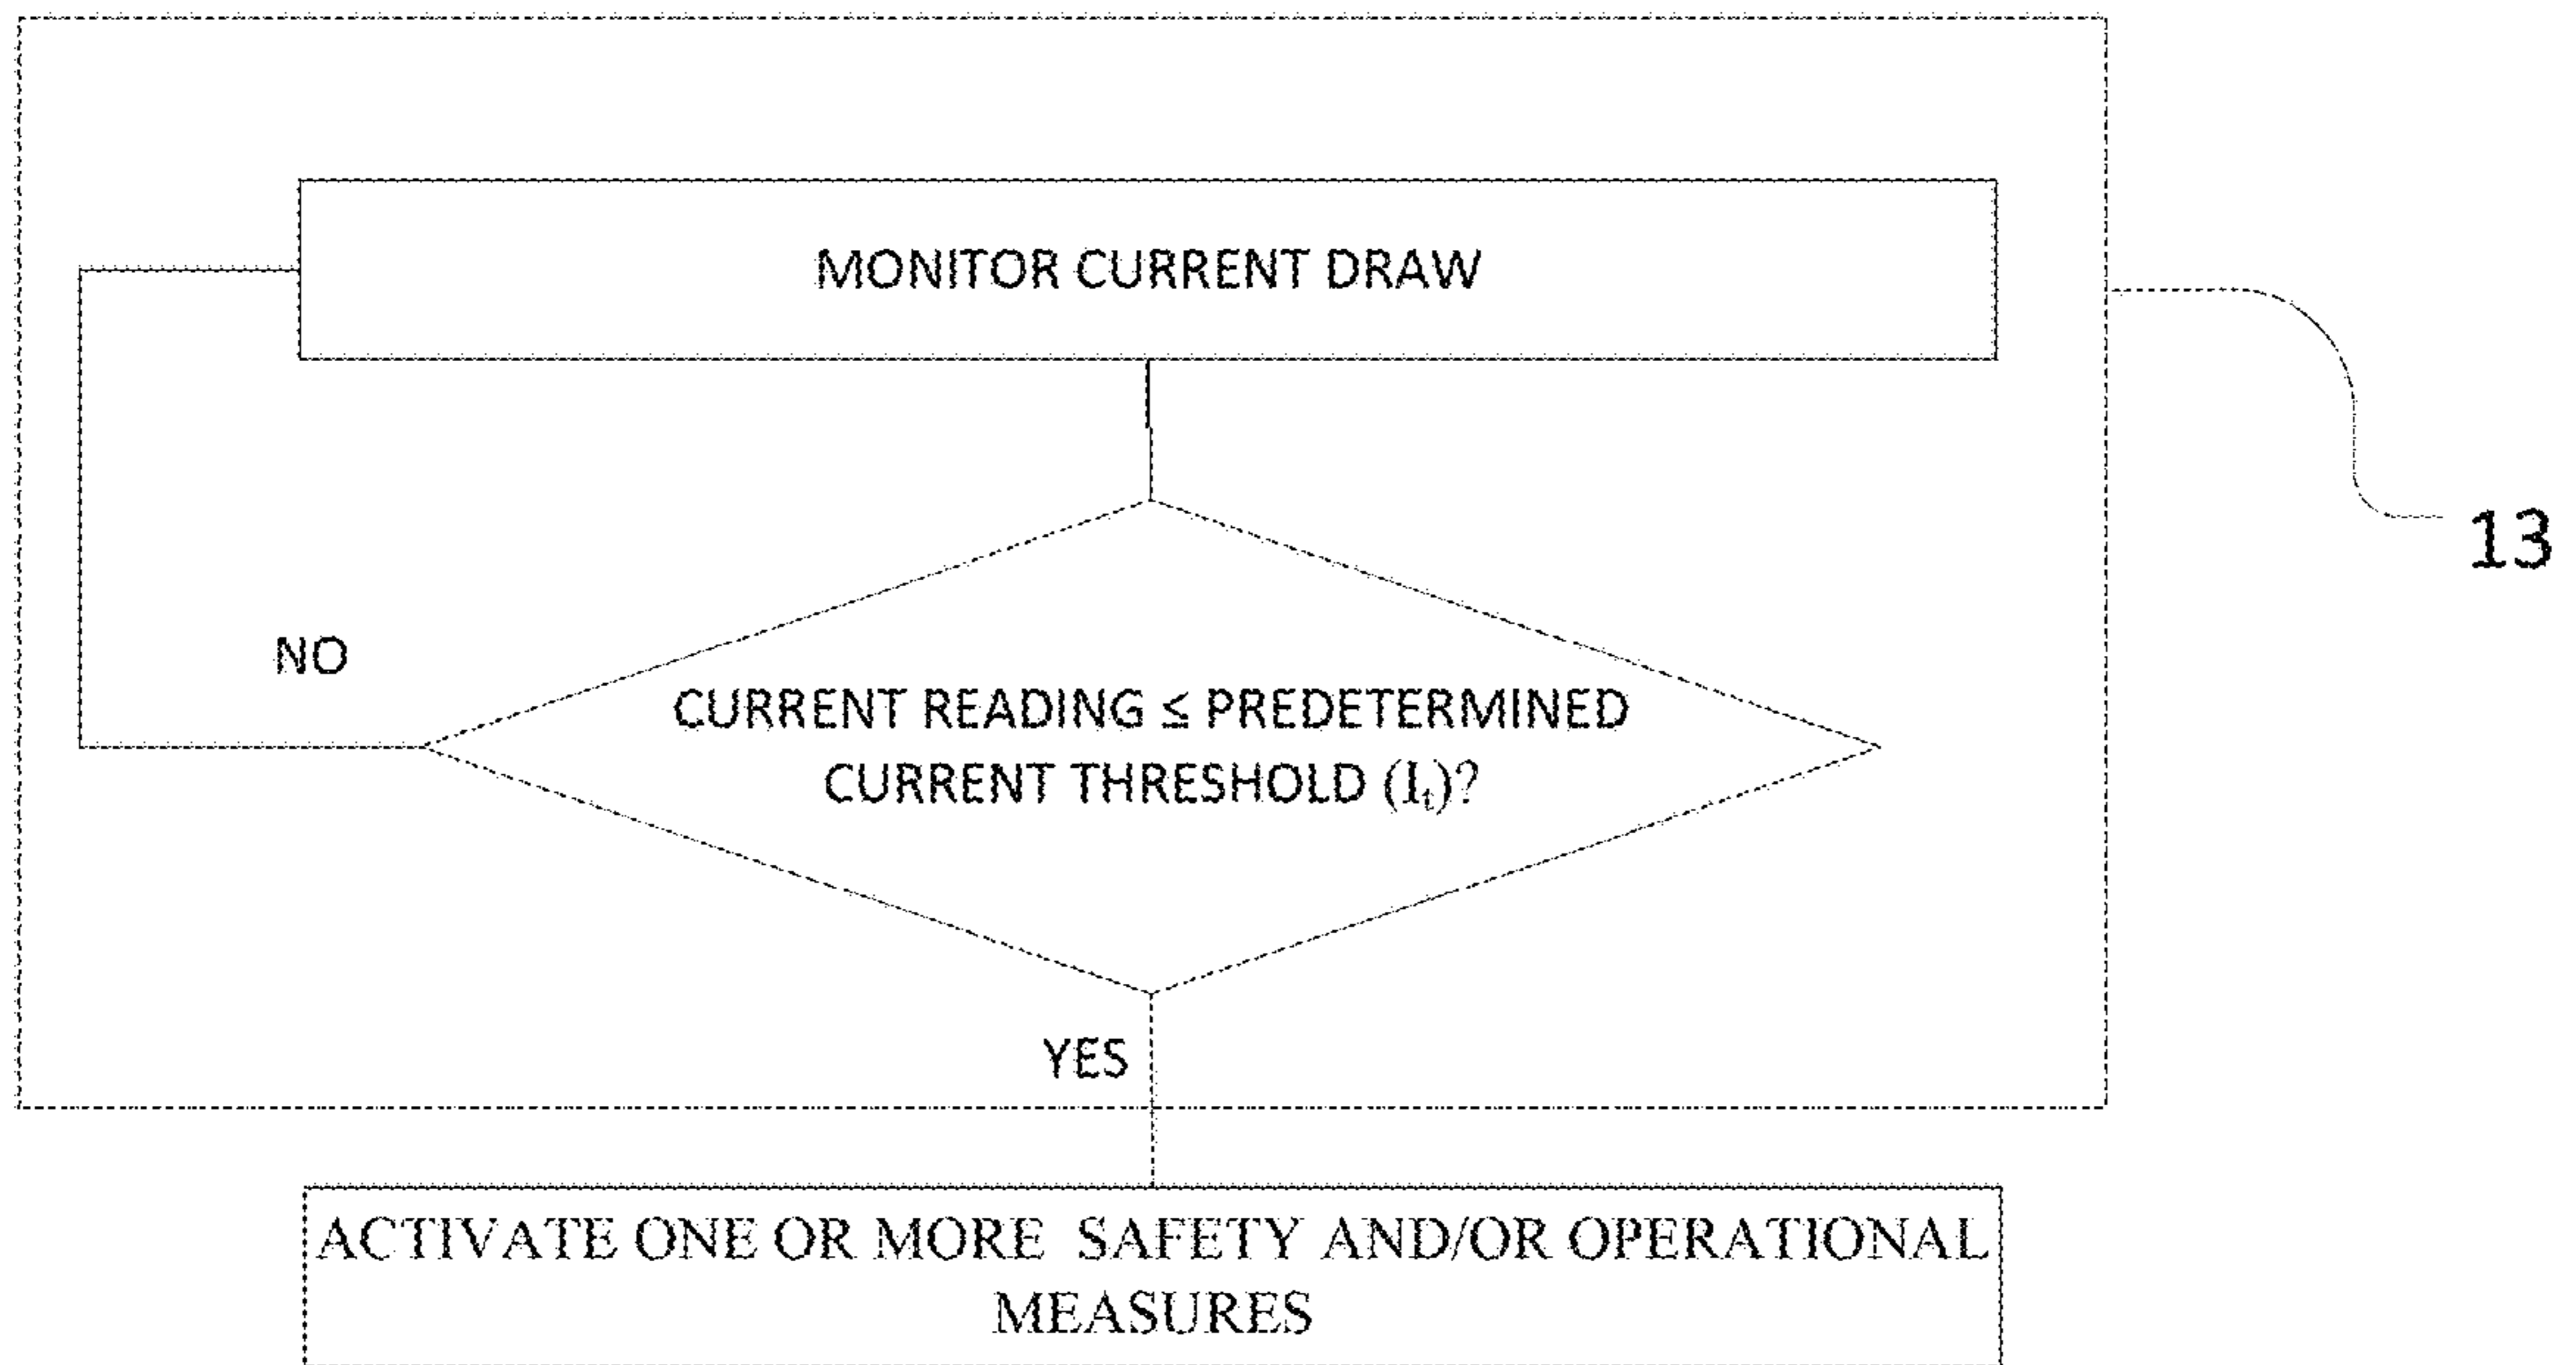 MONITOR CURRENT DRAW
13
NO
CURRENT READING ≤ PREDETERMINED
CURRENT THRESHOLD (Iₜ)?
YES
ACTIVATE ONE OR MORE SAFETY AND/OR OPERATIONAL
MEASURES